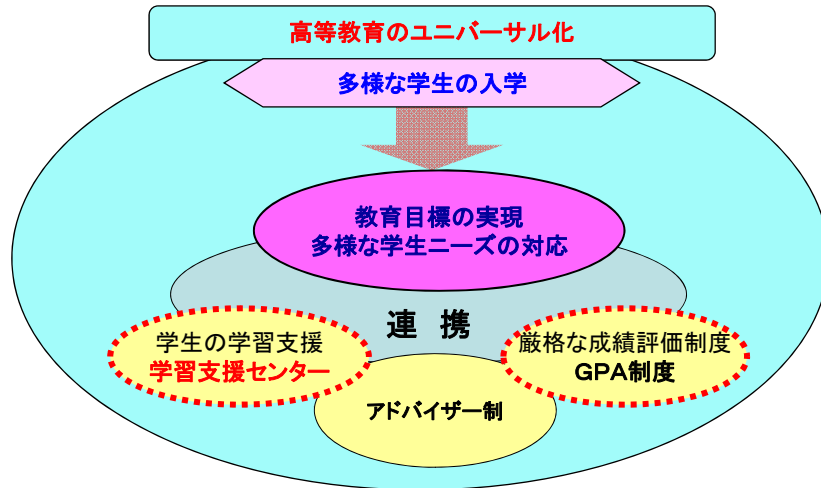 高等教育のユニバーサル化
多様な学生の入学
教育目標の実現
多様な学生ニーズの対応
連 携
学生の学習支援
学習支援センター
厳格な成績評価制度
GPA制度
アドバイザー制